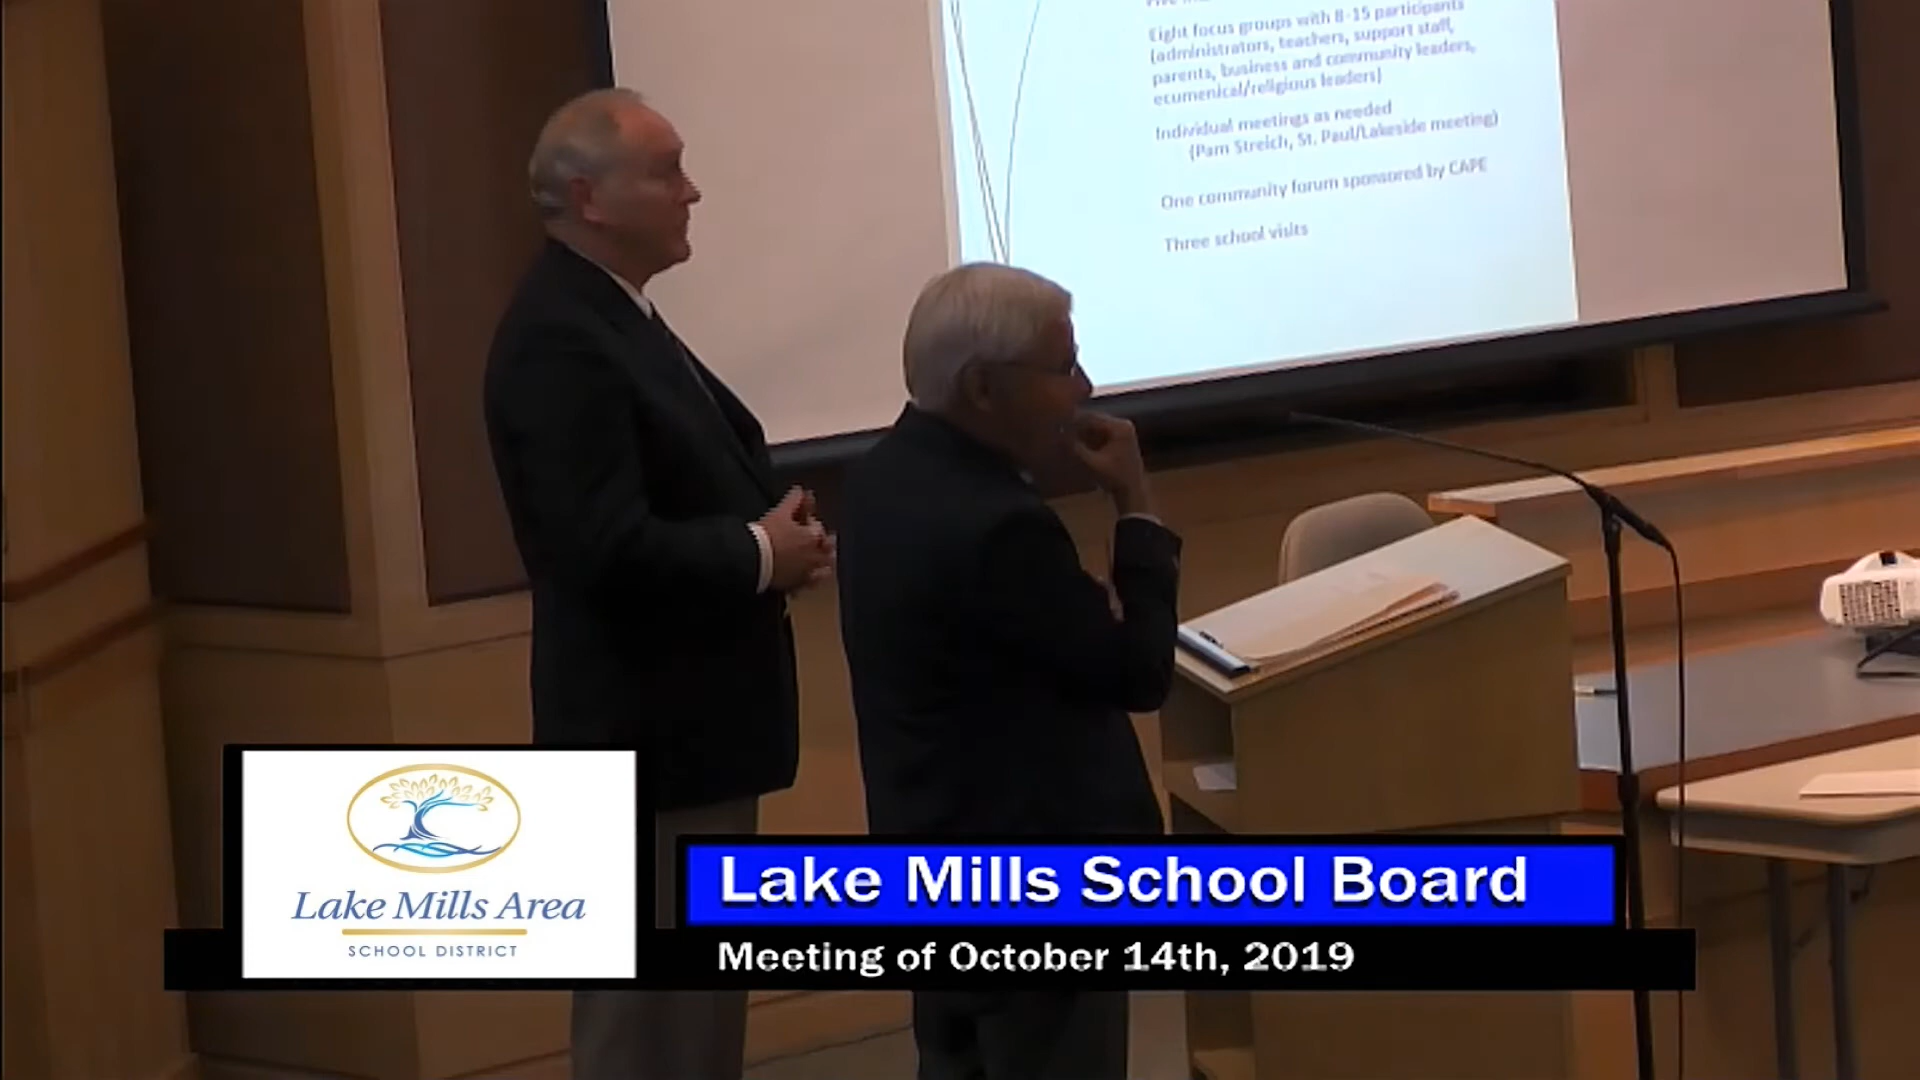 Five
Eight focus groups with 8-15 participants
(administrators, teachers, support staff,
parents, business and community leaders,
ecumenical/religious leaders)
Individual meetings as needed
(Pam Streich, St. Paul/Lakeside meeting)
One community forum sponsored by CAPE
Three school visits
Lake Mills Area
SCHOOL DISTRICT
Lake Mills School Board
Meeting of October 14th, 2019